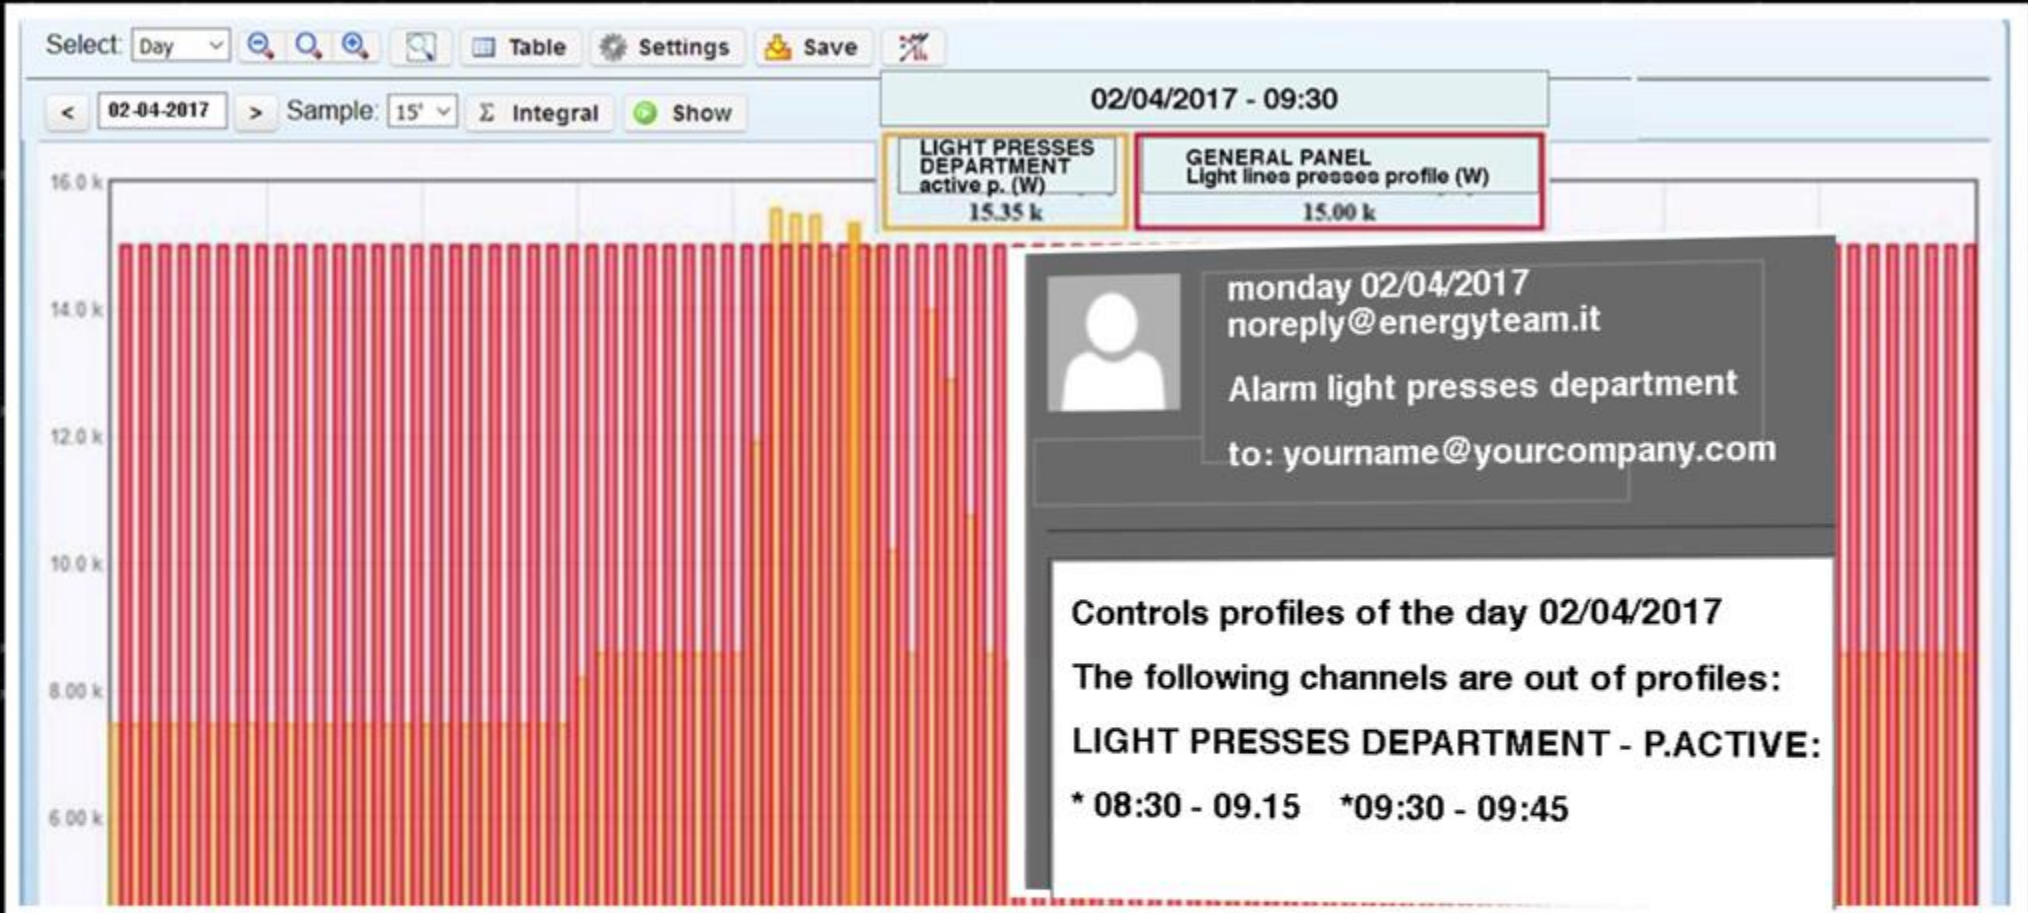 Select: Day Table Settings Save
< 02-04-2017 > Sample: 15' Σ Integral Show
02/04/2017 - 09:30
LIGHT PRESSES
DEPARTMENT
active p. (W)
15.35 k
GENERAL PANEL
Light lines presses profile (W)
15.00 k
16.0 k
14.0 k
12.0 k
10.0 k
8.00 k
6.00 k
monday 02/04/2017
noreply@energyteam.it
Alarm light presses department
to: yourname@yourcompany.com
Controls profiles of the day 02/04/2017
The following channels are out of profiles:
LIGHT PRESSES DEPARTMENT - P.ACTIVE:
* 08:30 - 09.15 *09:30 - 09:45